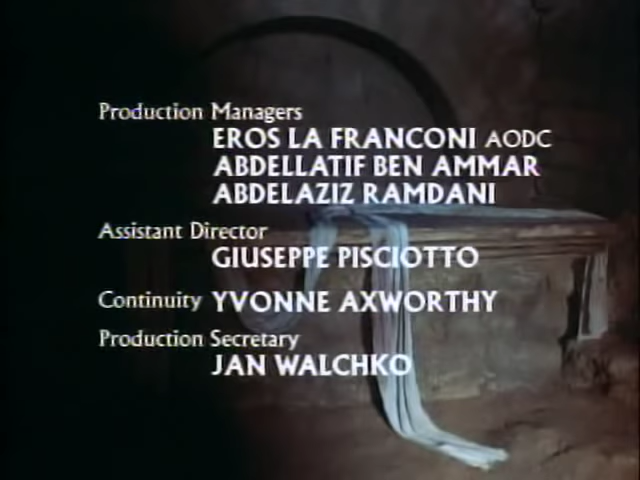 Production Managers
EROS LA FRANCONI AODC
ABDELLATIF BEN AMMAR
ABDELAZIZ RAMDANI
Assistant Director
GIUSEPPE PISCIOTTO
Continuity YVONNE AXWORTHY
Production Secretary
JAN WALCHKO